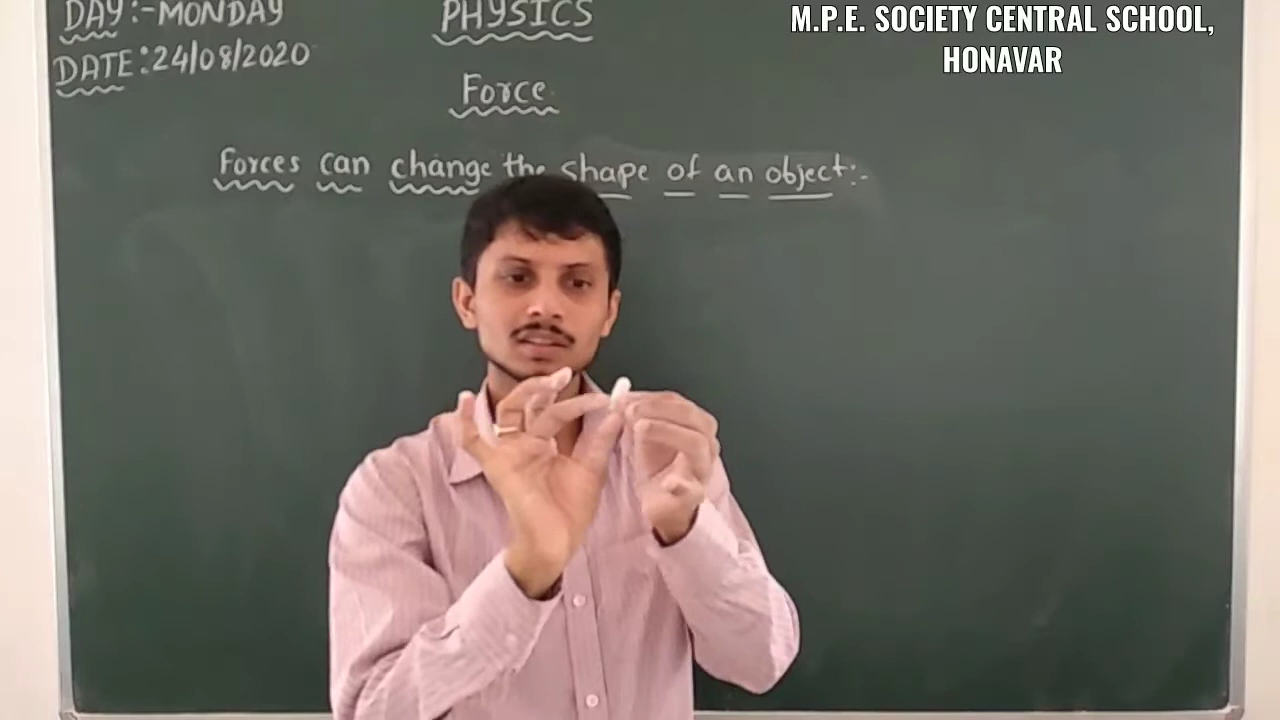 DAY:-MONDAY
DATE:24/08/2020
PHYSICS
Force
Forces can change the shape of an object:-
M.P.E. SOCIETY CENTRAL SCHOOL,
HONAVAR